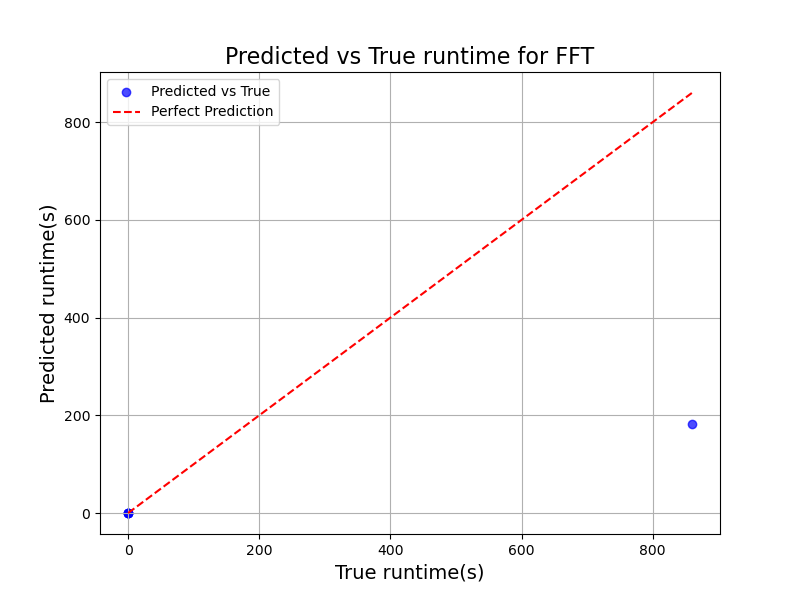 Predicted vs True runtime for FFT
Predicted vs True
Perfect Prediction
Predicted runtime(s)
800
600
400
200
0
0 200 400 600 800
True runtime(s)